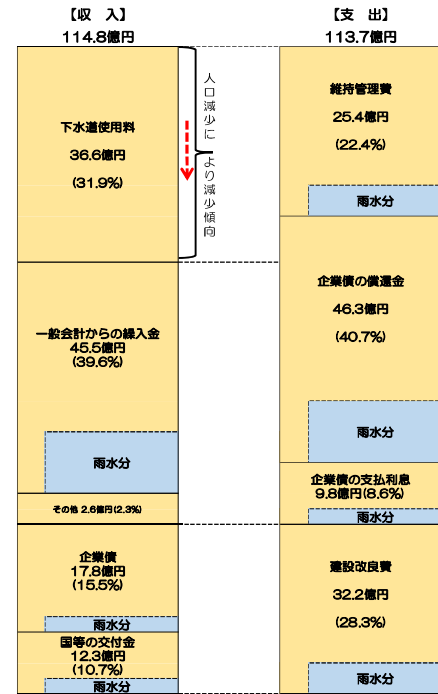 【収　入】
114.8億円
下水道使用料
36.6億円
(31.9%)
人口減少に
より減少傾向
一般会計からの繰入金
45.5億円
(39.6%)
雨水分
その他 2.6億円(2.3%)
企業債
17.8億円
(15.5%)
雨水分
国等の交付金
12.3億円
(10.7%)
雨水分
【支　出】
113.7億円
維持管理費
25.4億円
(22.4%)
雨水分
企業債の償還金
46.3億円
(40.7%)
雨水分
企業債の支払利息
9.8億円(8.6%)
雨水分
建設改良費
32.2億円
(28.3%)
雨水分